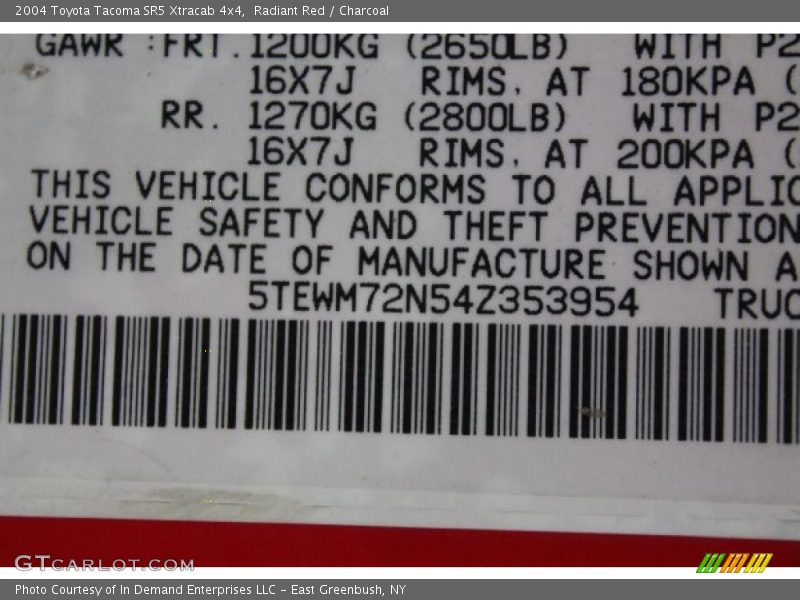 2004 Toyota Tacoma SR5 Xtracab 4x4, Radiant Red / Charcoal
GAWR :FRT. 1200KG (2650LB) WITH P2
16X7J RIMS, AT 180KPA (
RR. 1270KG (2800LB) WITH P2
16X7J RIMS, AT 200KPA (
THIS VEHICLE CONFORMS TO ALL APPLIC
VEHICLE SAFETY AND THEFT PREVENTION
ON THE DATE OF MANUFACTURE SHOWN A
5TEWM72N54Z353954 TRUC
GTCARLOT.COM
Photo Courtesy of In Demand Enterprises LLC - East Greenbush, NY